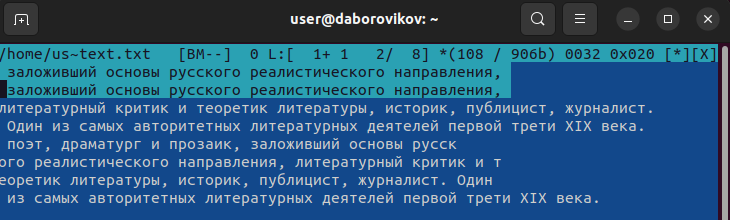 user@daborovikov: ~
/home/us~text.txt [BM--] 0 L:[ 1+ 1 2/ 8] *(108 / 906b) 0032 0x020 [*][X]
заложивший основы русского реалистического направления,
заложивший основы русского реалистического направления,
литературный критик и теоретик литературы, историк, публицист, журналист.
Один из самых авторитетных литературных деятелей первой трети XIX века.
поэт, драматург и прозаик, заложивший основы русск
ого реалистического направления, литературный критик и т
еоретик литературы, историк, публицист, журналист. Один
из самых авторитетных литературных деятелей первой трети XIX века.